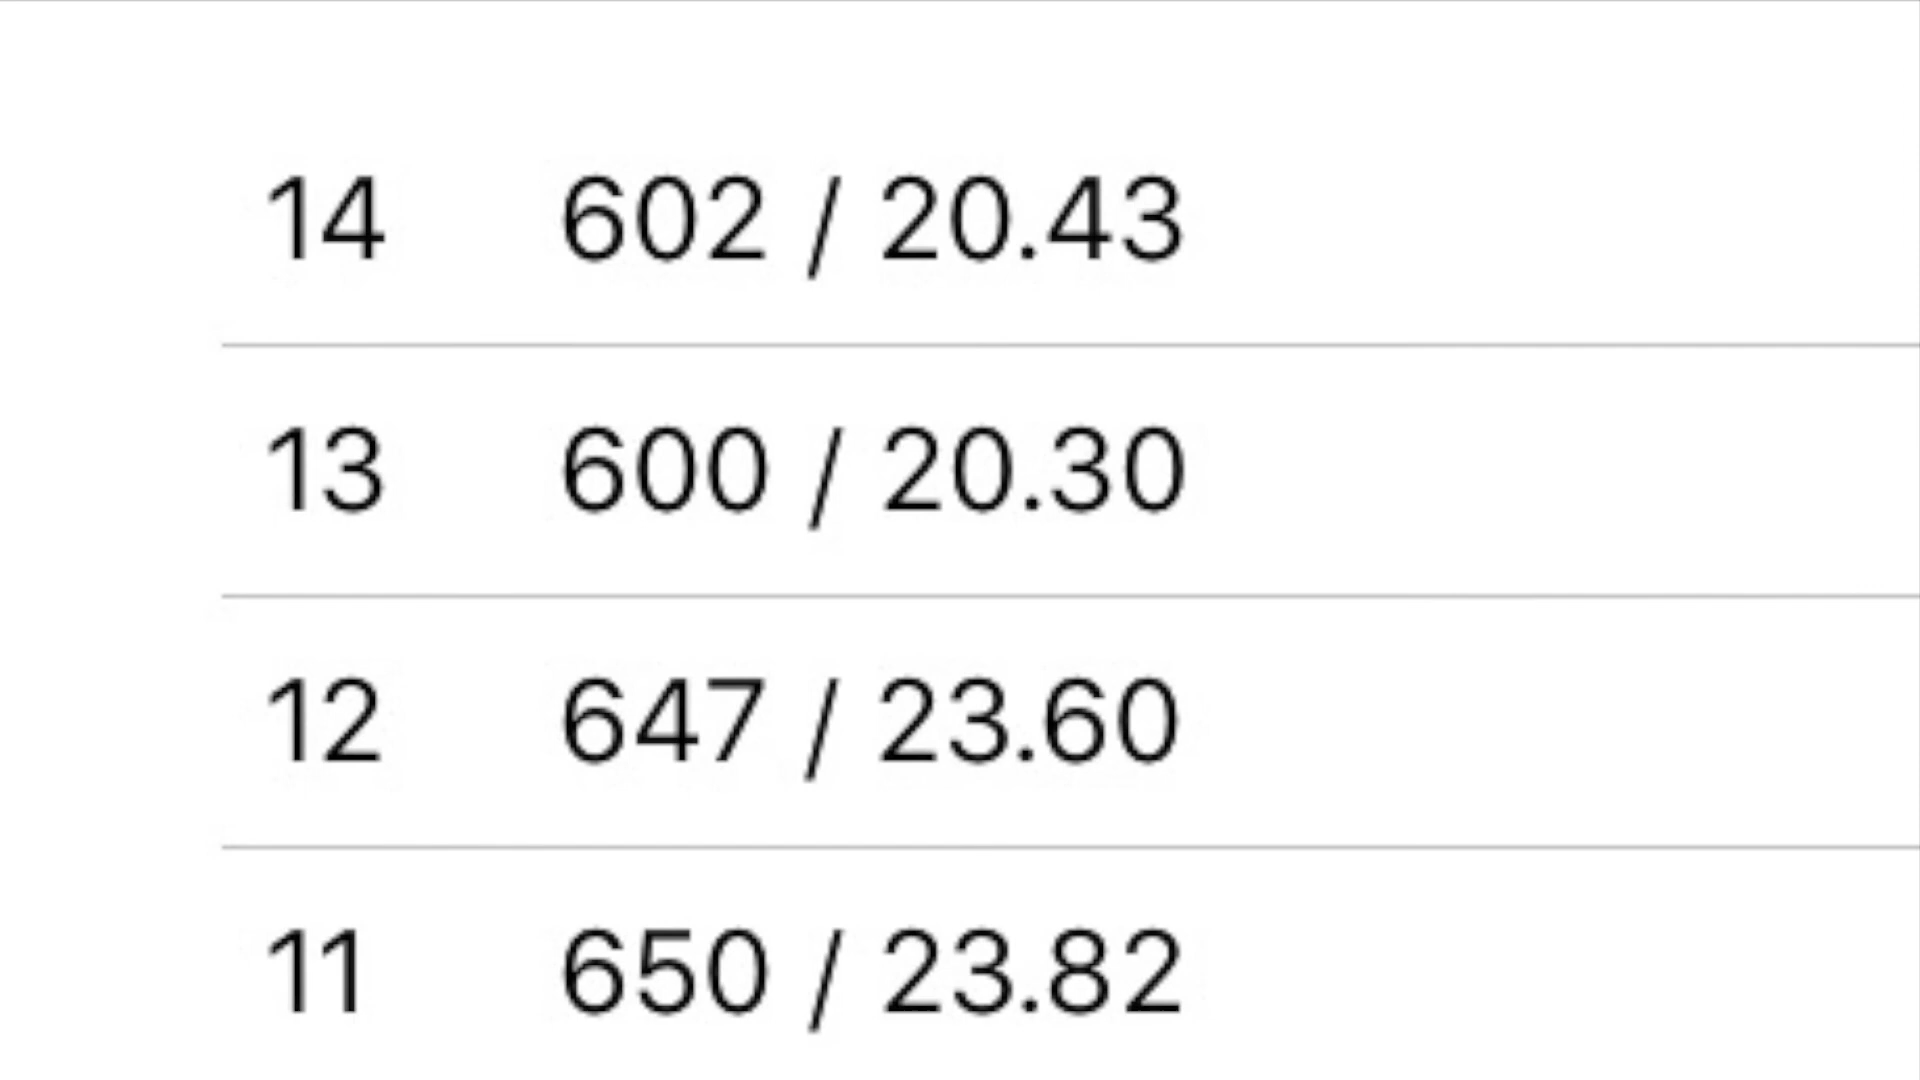 14 602 / 20.43
13 600 / 20.30
12 647 / 23.60
11 650 / 23.82